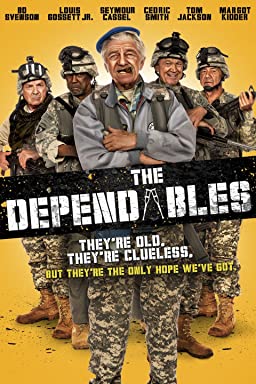 BO LOUIS SEYMOUR CEDRIC TOM MARGOT
SVENSON GOSSETT JR. CASSEL SMITH JACKSON KIDDER
THE
DEPENDABLES
THEY'RE OLD.
THEY'RE CLUELESS.
BUT THEY'RE THE ONLY HOPE WE'VE GOT.